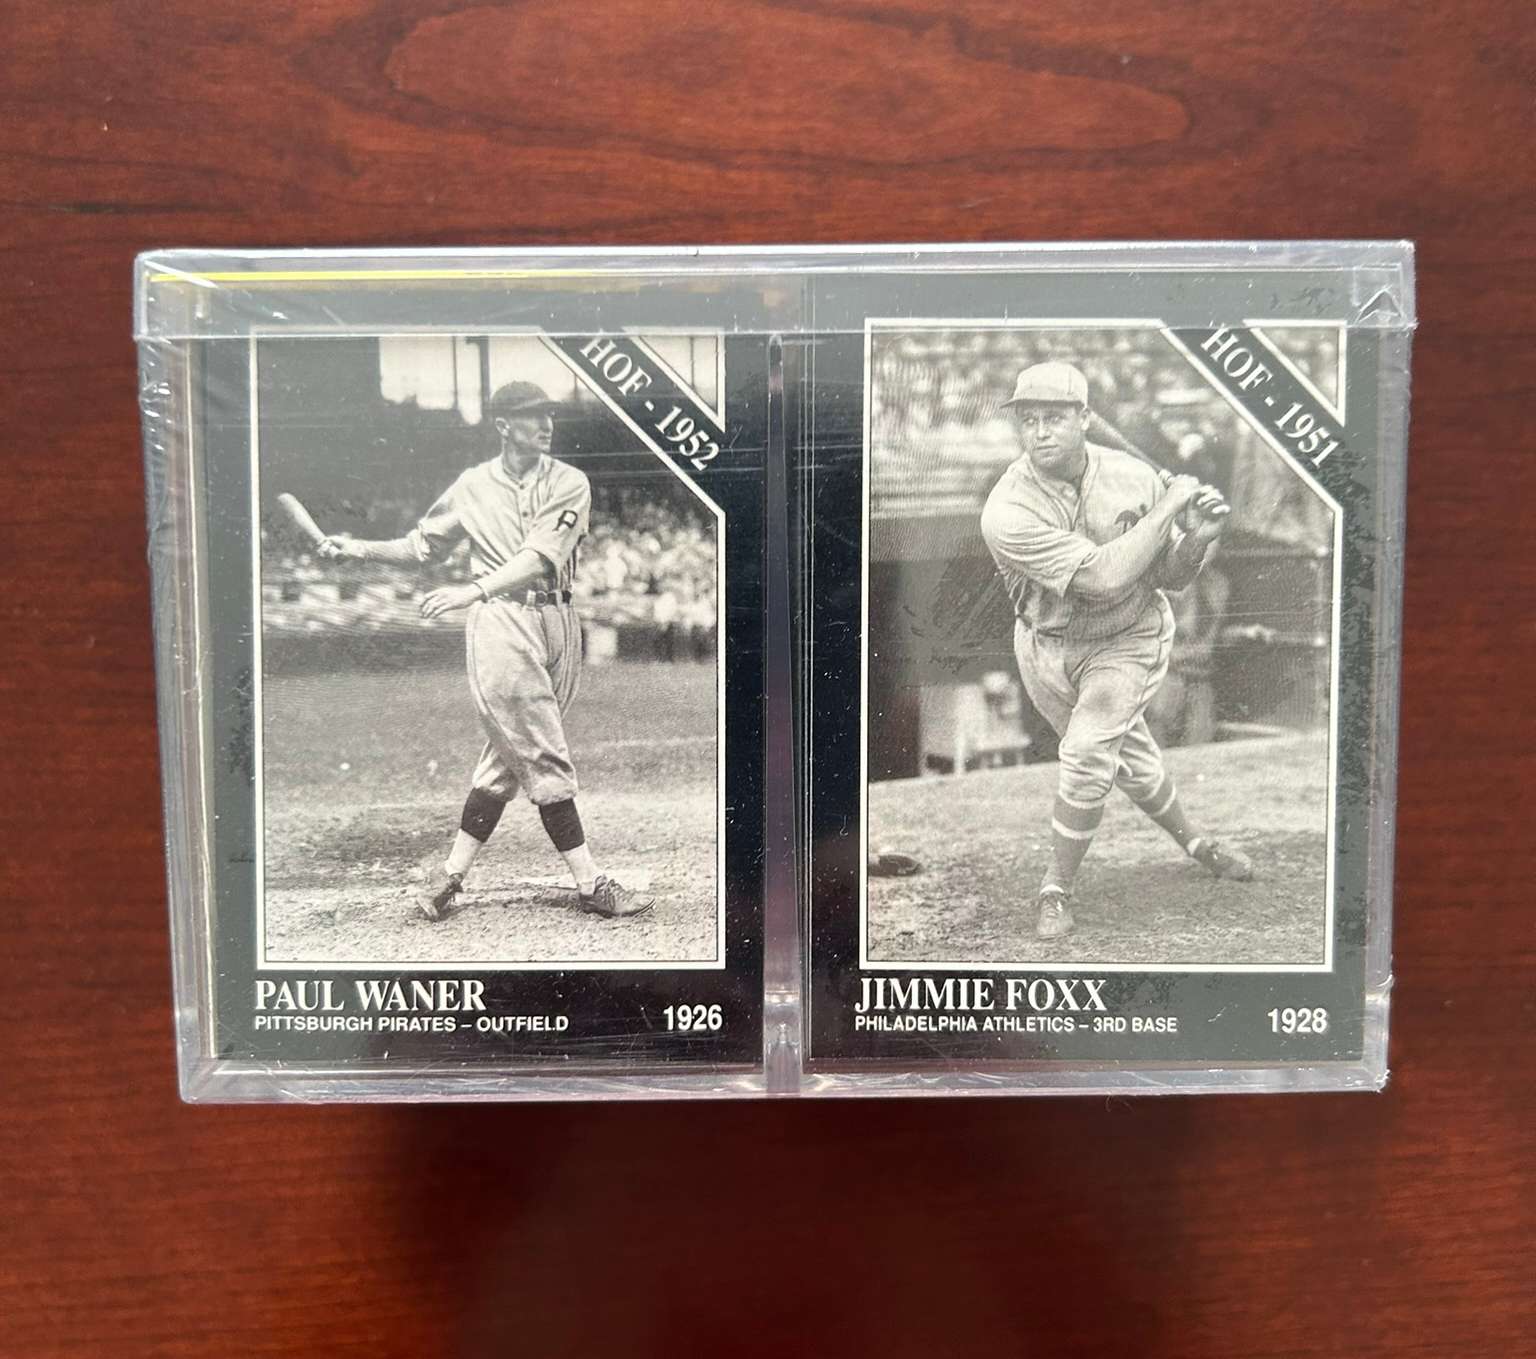 HOF - 1952
PAUL WANER
PITTSBURGH PIRATES – OUTFIELD
1926
HOF - 1951
JIMMIE FOXX
PHILADELPHIA ATHLETICS – 3RD BASE
1928